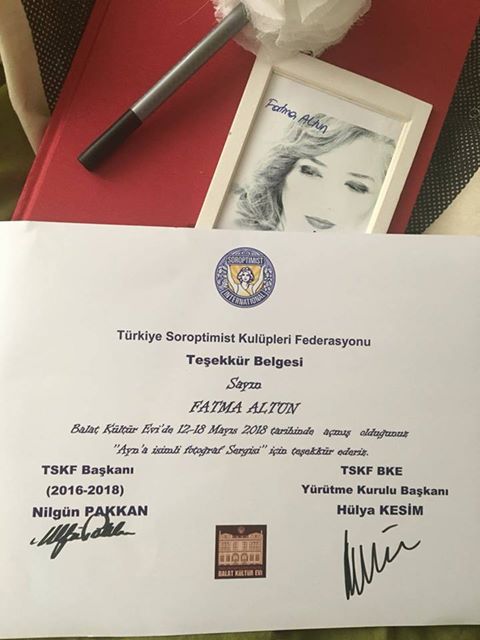 Fatma Altun
SOROPTIMIST
INTERNATIONAL
Türkiye Soroptimist Kulüpleri Federasyonu
Teşekkür Belgesi
Sayın
FATMA ALTUN
Balat Kültür Evi'de 12-18 Mayıs 2018 tarihinde açmış olduğunuz
"Ayn'a isimli fotoğraf Sergisi" için teşekkür ederiz.
TSKF Başkanı
(2016-2018)
Nilgün PAKKAN
TSKF BKE
Yürütme Kurulu Başkanı
Hülya KESİM
BALAT KÜLTÜR EVİ